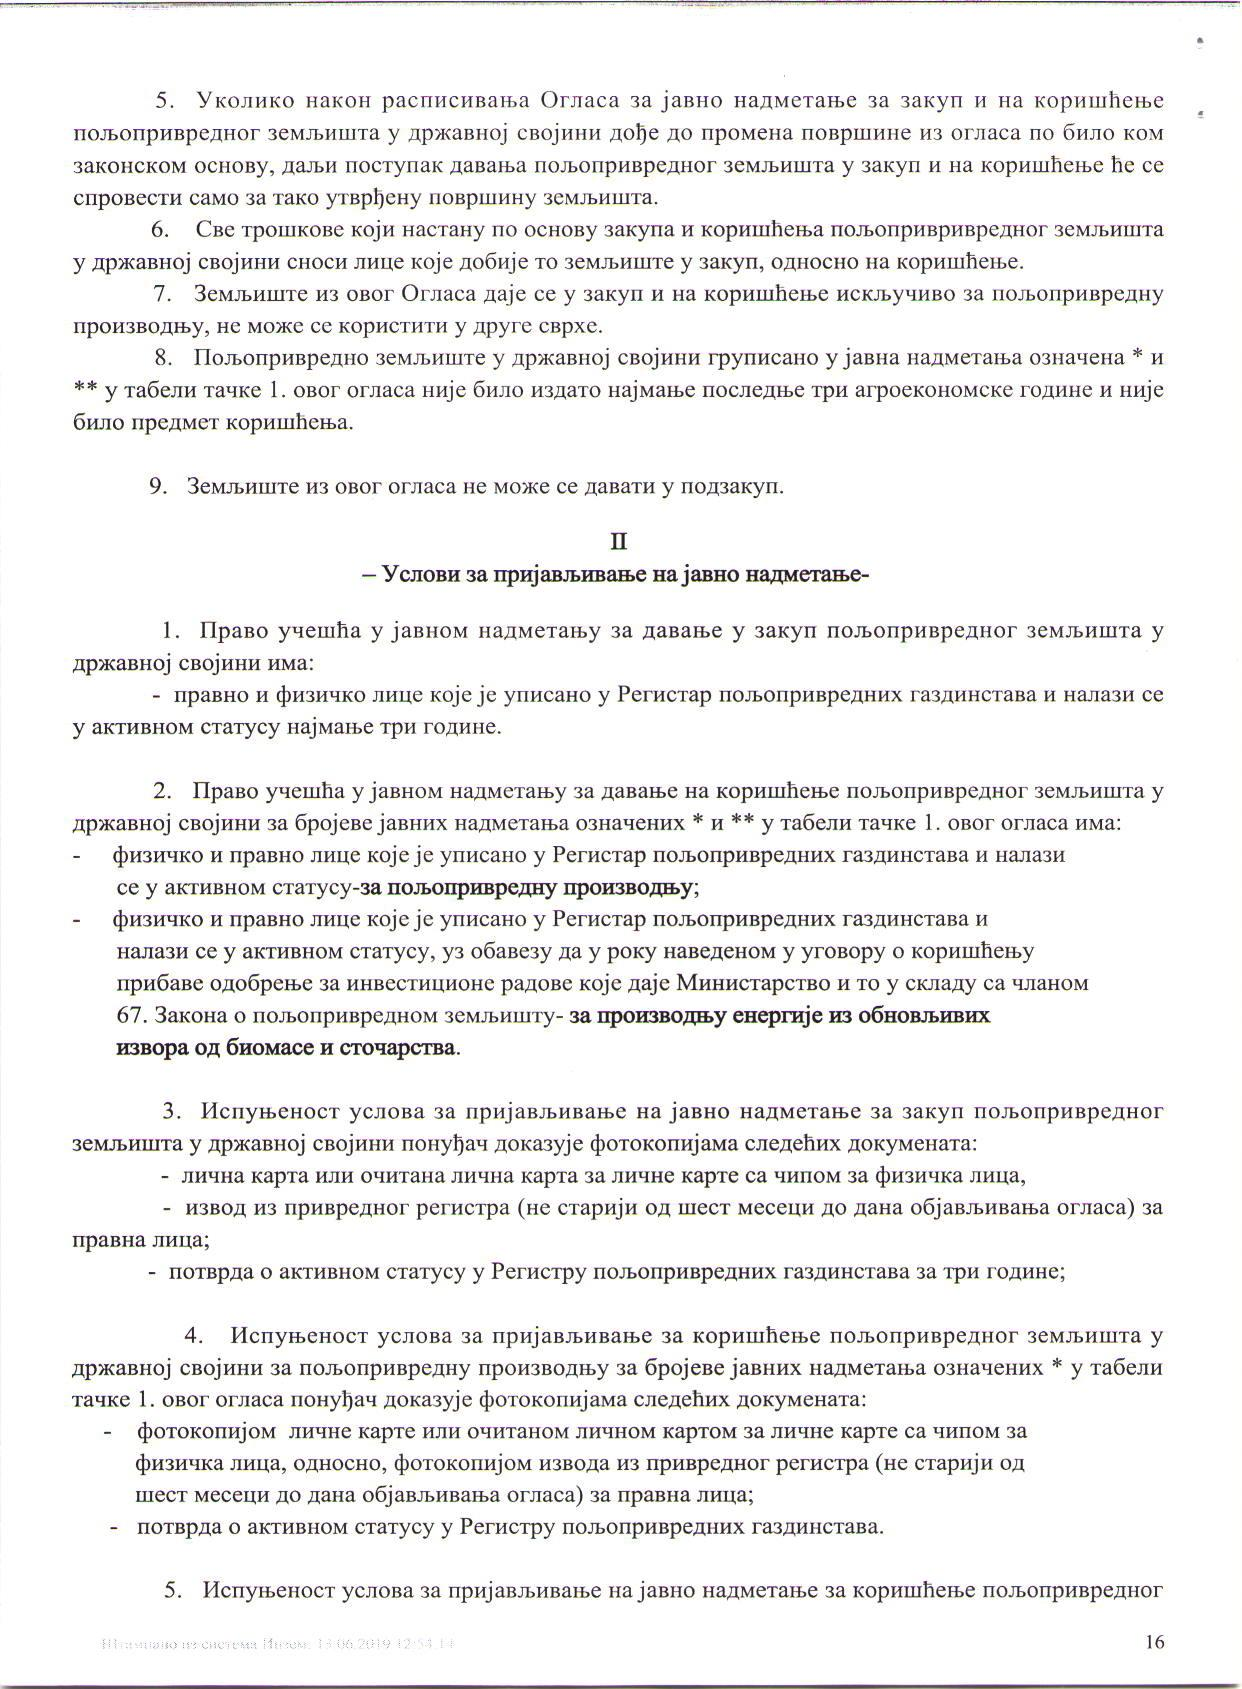 5. Уколико након расписивања Огласа за јавно надметање за закуп и на коришћење
пољопривредног земљишта у државној својини дође до промена површине из огласа по било ком
законском основу, даљи поступак давања пољопривредног земљишта у закуп и на коришћење ће се
спровести само за тако утврђену површину земљишта.
6. Све трошкове који настану по основу закупа и коришћења пољопривривредног земљишта
у државној својини сноси лице које добије то земљиште у закуп, односно на коришћење.
7. Земљиште из овог Огласа даје се у закуп и на коришћење искључиво за пољопривредну
производњу, не може се користити у друге сврхе.
8. Пољопривредно земљиште у државној својини груписано у јавна надметања означена * и
** у табели тачке 1. овог огласа није било издато најмање последње три агроекономске године и није
било предмет коришћења.
9. Земљиште из овог огласа не може се давати у подзакуп.
II
– Услови за пријављивање на јавно надметање-
1. Право учешћа у јавном надметању за давање у закуп пољопривредног земљишта у
државној својини има:
- правно и физичко лице које је уписано у Регистар пољопривредних газдинстава и налази се
у активном статусу најмање три године.
2. Право учешћа у јавном надметању за давање на коришћење пољопривредног земљишта у
државној својини за бројеве јавних надметања означених * и ** у табели тачке 1. овог огласа има:
- физичко и правно лице које је уписано у Регистар пољопривредних газдинстава и налази
се у активном статусу-за пољопривредну производњу;
- физичко и правно лице које је уписано у Регистар пољопривредних газдинстава и
налази се у активном статусу, уз обавезу да у року наведеном у уговору о коришћењу
прибаве одобрење за инвестиционе радове које даје Министарство и то у складу са чланом
67. Закона о пољопривредном земљишту- за производњу енергије из обновљивих
извора од биомасе и сточарства.
3. Испуњеност услова за пријављивање на јавно надметање за закуп пољопривредног
земљишта у државној својини понуђач доказује фотокопијама следећих докумената:
- лична карта или очитана лична карта за личне карте са чипом за физичка лица,
- извод из привредног регистра (не старији од шест месеци до дана објављивања огласа) за
правна лица;
- потврда о активном статусу у Регистру пољопривредних газдинстава за три године;
4. Испуњеност услова за пријављивање за коришћење пољопривредног земљишта у
државној својини за пољопривредну производњу за бројеве јавних надметања означених * у табели
тачке 1. овог огласа понуђач доказује фотокопијама следећих докумената:
- фотокопијом личне карте или очитаном личном картом за личне карте са чипом за
физичка лица, односно, фотокопијом извода из привредног регистра (не старији од
шест месеци до дана објављивања огласа) за правна лица;
- потврда о активном статусу у Регистру пољопривредних газдинстава.
5. Испуњеност услова за пријављивање на јавно надметање за коришћење пољопривредног
16